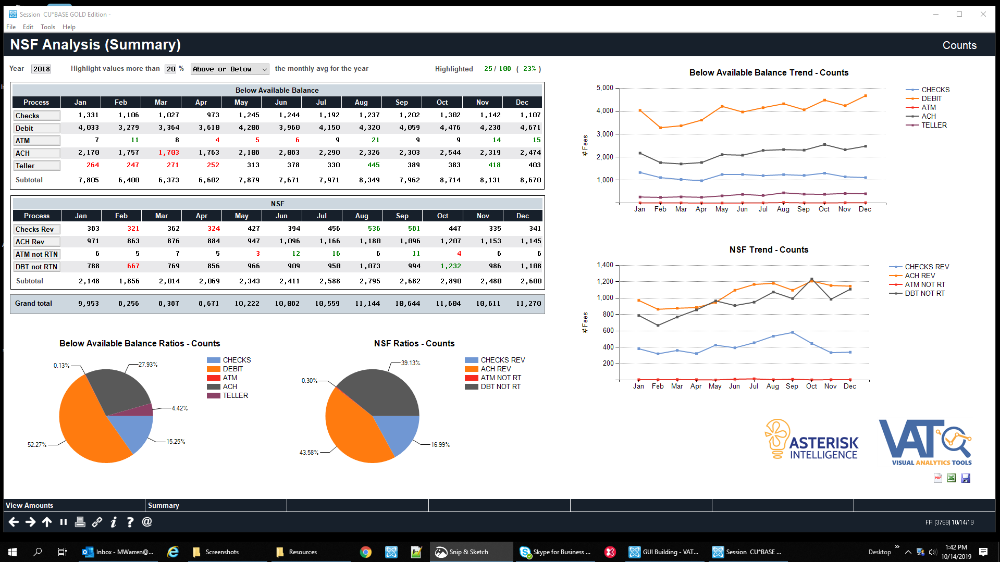 Session CU*BASE GOLD Edition -
File Edit Tools Help
NSF Analysis (Summary)
Counts
Year 2018 Highlight values more than 20 % Above or Below the monthly avg for the year Highlighted 25 / 108 ( 23% )
Below Available Balance
Process Jan Feb Mar Apr May Jun Jul Aug Sep Oct Nov Dec
Checks 1,331 1,106 1,027 973 1,245 1,244 1,192 1,237 1,202 1,302 1,142 1,107
Debit 4,033 3,279 3,364 3,610 4,208 3,960 4,150 4,320 4,059 4,476 4,238 4,671
ATM 7 11 8 4 5 6 9 21 9 9 14 15
ACH 2,170 1,757 1,703 1,763 2,108 2,083 2,290 2,326 2,303 2,544 2,319 2,474
Teller 264 247 271 252 313 378 330 445 389 383 418 403
Subtotal 7,805 6,400 6,373 6,602 7,879 7,671 7,971 8,349 7,962 8,714 8,131 8,670
NSF
Process Jan Feb Mar Apr May Jun Jul Aug Sep Oct Nov Dec
Checks Rev 383 321 362 324 427 394 456 536 581 447 335 341
ACH Rev 971 863 876 884 947 1,096 1,166 1,180 1,096 1,207 1,153 1,145
ATM not RTN 6 5 7 5 3 12 16 6 11 4 6 6
DBT not RTN 788 667 769 856 966 909 950 1,073 994 1,232 986 1,108
Subtotal 2,148 1,856 2,014 2,069 2,343 2,411 2,588 2,795 2,682 2,890 2,480 2,600
Grand total 9,953 8,256 8,387 8,671 10,222 10,082 10,559 11,144 10,644 11,604 10,611 11,270
Below Available Balance Trend - Counts
# Fees
5,000
4,000
3,000
2,000
1,000
Jan Feb Mar Apr May Jun Jul Aug Sep Oct Nov Dec
CHECKS
DEBIT
ATM
ACH
TELLER
NSF Trend - Counts
# Fees
1,400
1,200
1,000
800
600
400
200
Jan Feb Mar Apr May Jun Jul Aug Sep Oct Nov Dec
CHECKS REV
ACH REV
ATM NOT RT
DBT NOT RT
Below Available Balance Ratios - Counts
0.13%
27.93%
4.42%
15.25%
52.27%
CHECKS
DEBIT
ATM
ACH
TELLER
NSF Ratios - Counts
39.13%
0.30%
16.99%
43.58%
CHECKS REV
ACH REV
ATM NOT RT
DBT NOT RT
ASTERISK
INTELLIGENCE
VAT
VISUAL ANALYTICS TOOLS
PDF
View Amounts Summary
FR (3769) 10/14/19
Inbox - MWarren@... Screenshots Resources Snip & Sketch Skype for Business ... GUI Building - VAT... Session CU*BASE ... Desktop
1:42 PM
10/14/2019